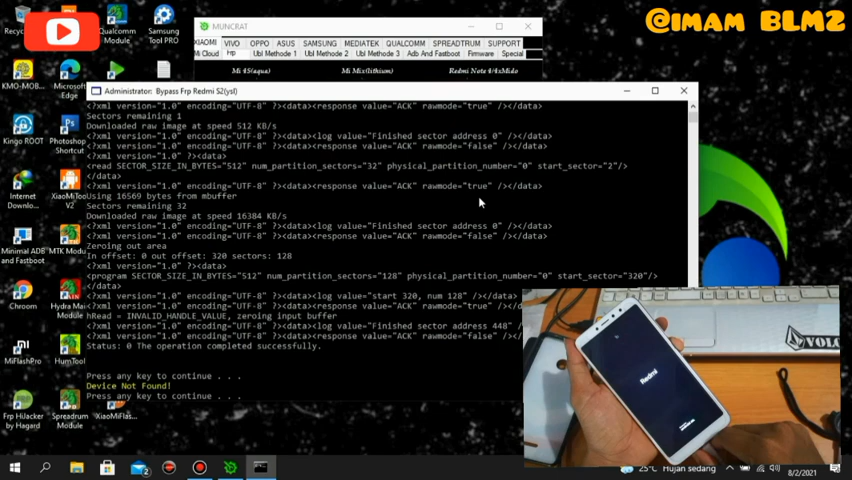 @IMAM BLMZ
Recyc
Qualcomm
Module
Samsung
Tool PRO
MUNCRAT
XIAOMI VIVO OPPO ASUS SAMSUNG MEDIATEK QUALCOMM SPREADTRUM SUPPORT
Mi Cloud Frp Ubl Methode 1 Ubl Methode 2 Ubl Methode 3 Adb And Fastboot Firmware Special
Mi 4S(aqua) Mi Mix(lithium) Redmi Note 4/4xMido
KMO-MOB...
Microsoft
Edge
Kingo ROOT
Photoshop
Shortcut
Internet
Downlo...
XiaoMiToo
V2
Minimal ADB
and Fastboot
MTK Modu
Chroom
Hydra Mai
Module
MiFlashPro
HumTool
Frp HiJacker
by Hagard
Spreadrum
Module
XiaoMiFlas...
Administrator: Bypass Frp Redmi S2(ysl)
<?xml version="1.0" encoding="UTF-8" ?><data><response value="ACK" rawmode="true" /></data>
Sectors remaining 1
Downloaded raw image at speed 512 KB/s
<?xml version="1.0" encoding="UTF-8" ?><data><log value="Finished sector address 0" /></data>
<?xml version="1.0" encoding="UTF-8" ?><data><response value="ACK" rawmode="false" /></data>
<?xml version="1.0" ?><data>
<read SECTOR_SIZE_IN_BYTES="512" num_partition_sectors="32" physical_partition_number="0" start_sector="2"/>
</data>
<?xml version="1.0" encoding="UTF-8" ?><data><response value="ACK" rawmode="true" /></data>
Using 16569 bytes from mbuffer
Sectors remaining 32
Downloaded raw image at speed 16384 KB/s
<?xml version="1.0" encoding="UTF-8" ?><data><log value="Finished sector address 0" /></data>
<?xml version="1.0" encoding="UTF-8" ?><data><response value="ACK" rawmode="false" /></data>
Zeroing out area
In offset: 0 out offset: 320 sectors: 128
<?xml version="1.0" ?><data>
<program SECTOR_SIZE_IN_BYTES="512" num_partition_sectors="128" physical_partition_number="0" start_sector="320"/>
</data>
<?xml version="1.0" encoding="UTF-8" ?><data><log value="start 320, num 128" /></data>
<?xml version="1.0" encoding="UTF-8" ?><data><response value="ACK" rawmode="true" /></
hRead = INVALID_HANDLE_VALUE, zeroing input buffer
<?xml version="1.0" encoding="UTF-8" ?><data><log value="Finished sector address 448" /
<?xml version="1.0" encoding="UTF-8" ?><data><response value="ACK" rawmode="false" /></
Status: 0 The operation completed successfully.
Press any key to continue . . .
Device Not Found!
Press any key to continue . . .
Redmi
VOLC
2
25°C Hujan sedang
8/2/2021